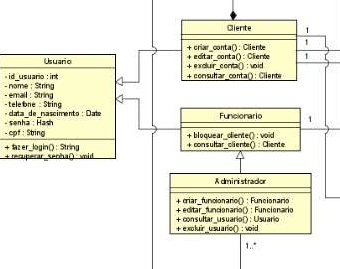 Cliente
+ criar_conta() : Cliente
+ editar_conta() : Cliente
+ excluir_conta() : void
+ consultar_conta() : Cliente
1
1
1
Usuario
- id_usuario : int
- nome : String
- email : String
- telefone : String
- data_de_nascimento : Date
- senha : Hash
- cpf : String
+ fazer_login() : String
+ recuperar_senha() : void
Funcionario
+ bloquear_cliente() : void
+ consultar_cliente() : Cliente
1
Administrador
+ criar_funcionario() : Funcionario
+ editar_funcionario() : Funcionario
+ consultar_usuario() : Usuario
+ excluir_usuario() : void
1..*